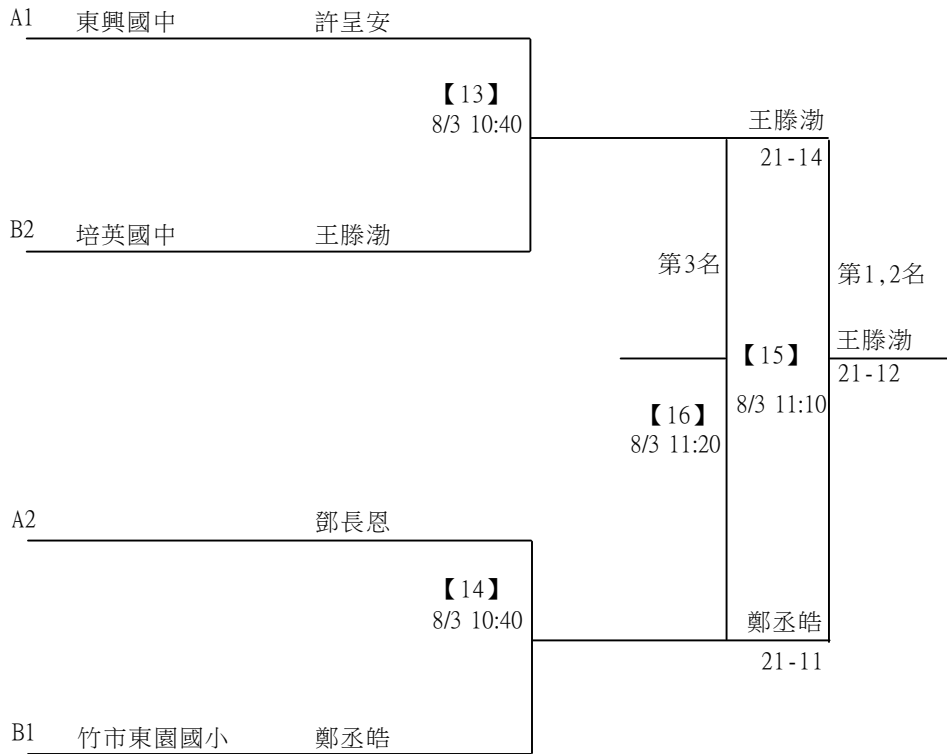 A1 東興國中 許呈安
【13】
8/3 10:40
王滕渤
21-14
B2 培英國中 王滕渤
第3名
第1,2名
王滕渤
【15】
21-12
8/3 11:10
【16】
8/3 11:20
A2 鄧長恩
【14】
8/3 10:40
鄭丞皓
21-11
B1 竹市東園國小 鄭丞皓